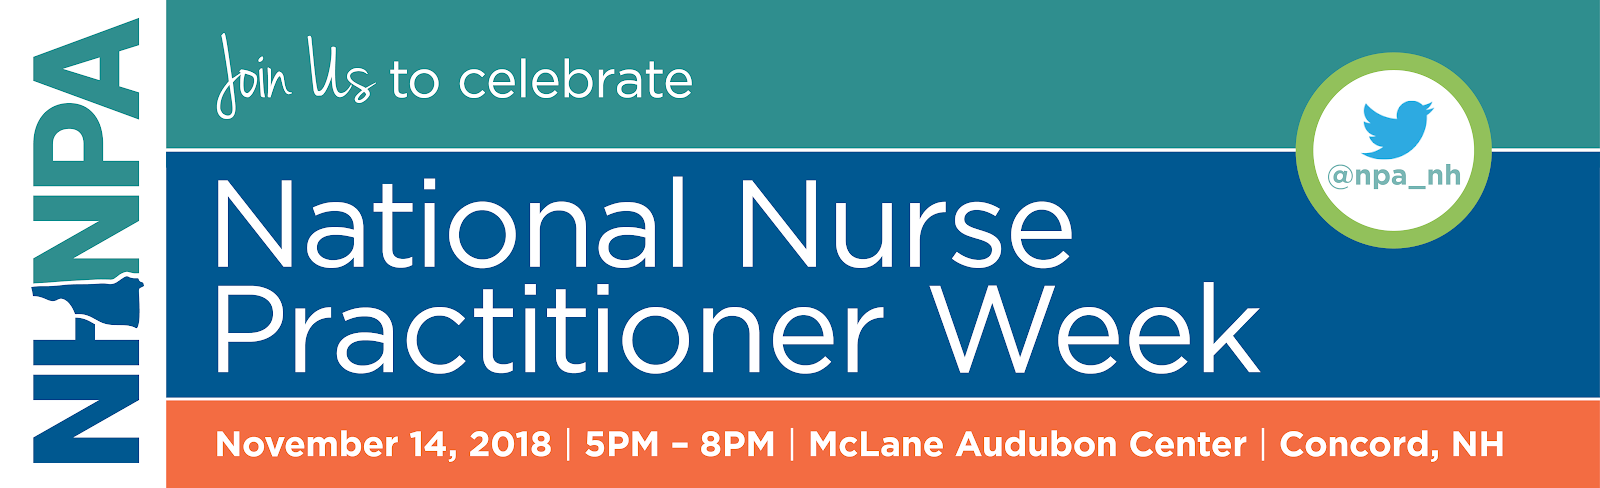 NHNPA
Join Us to celebrate
@npa_nh
National Nurse
Practitioner Week
November 14, 2018 | 5PM – 8PM | McLane Audubon Center | Concord, NH